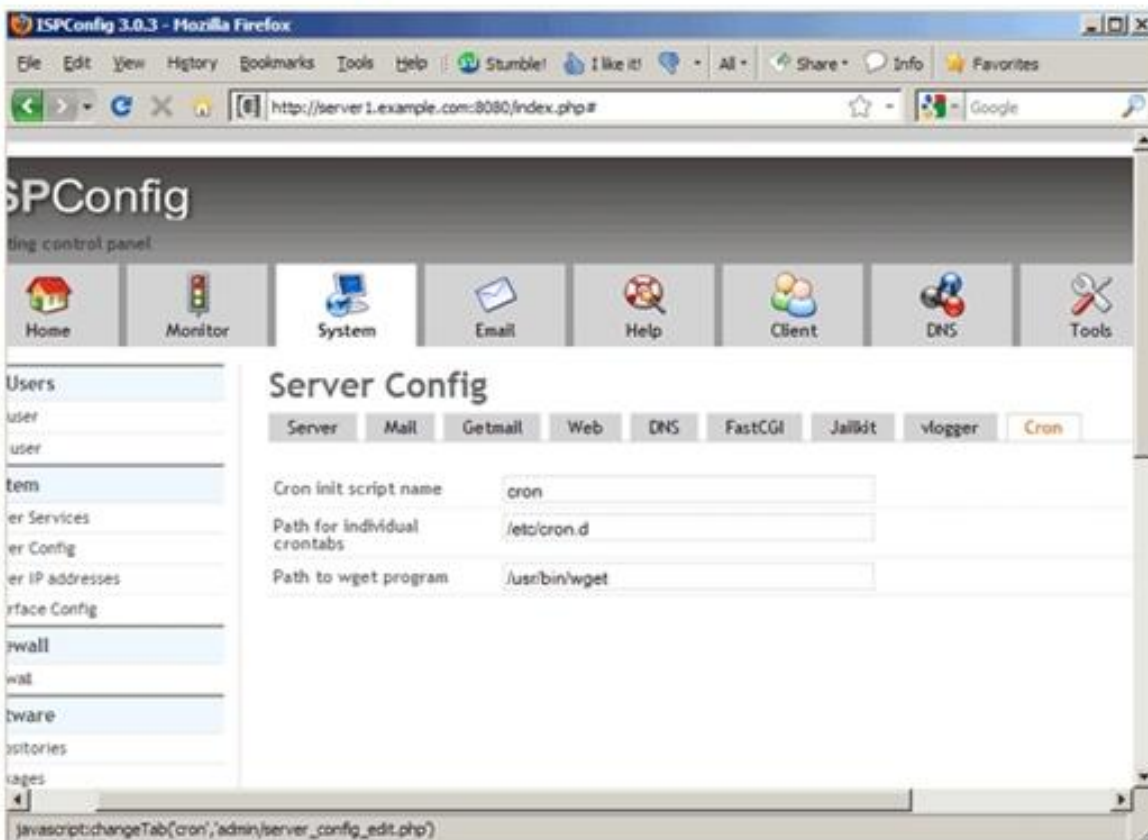 ISPConfig 3.0.3 - Mozilla Firefox
File Edit View History Bookmarks Tools Help Stumble! I like it! All Share Info Favorites
http://server1.example.com:8080/index.php# Google
SPConfig
ting control panel
Home Monitor System Email Help Client DNS Tools
Users
user
user
tem
er Services
er Config
er IP addresses
rface Config
ewall
wall
tware
ositories
kages
Server Config
Server Mail Getmail Web DNS FastCGI Jailkit vlogger Cron
Cron init script name cron
Path for individual crontabs /etc/cron.d
Path to wget program /usr/bin/wget
javascript:changeTab('cron','admin/server_config_edit.php')